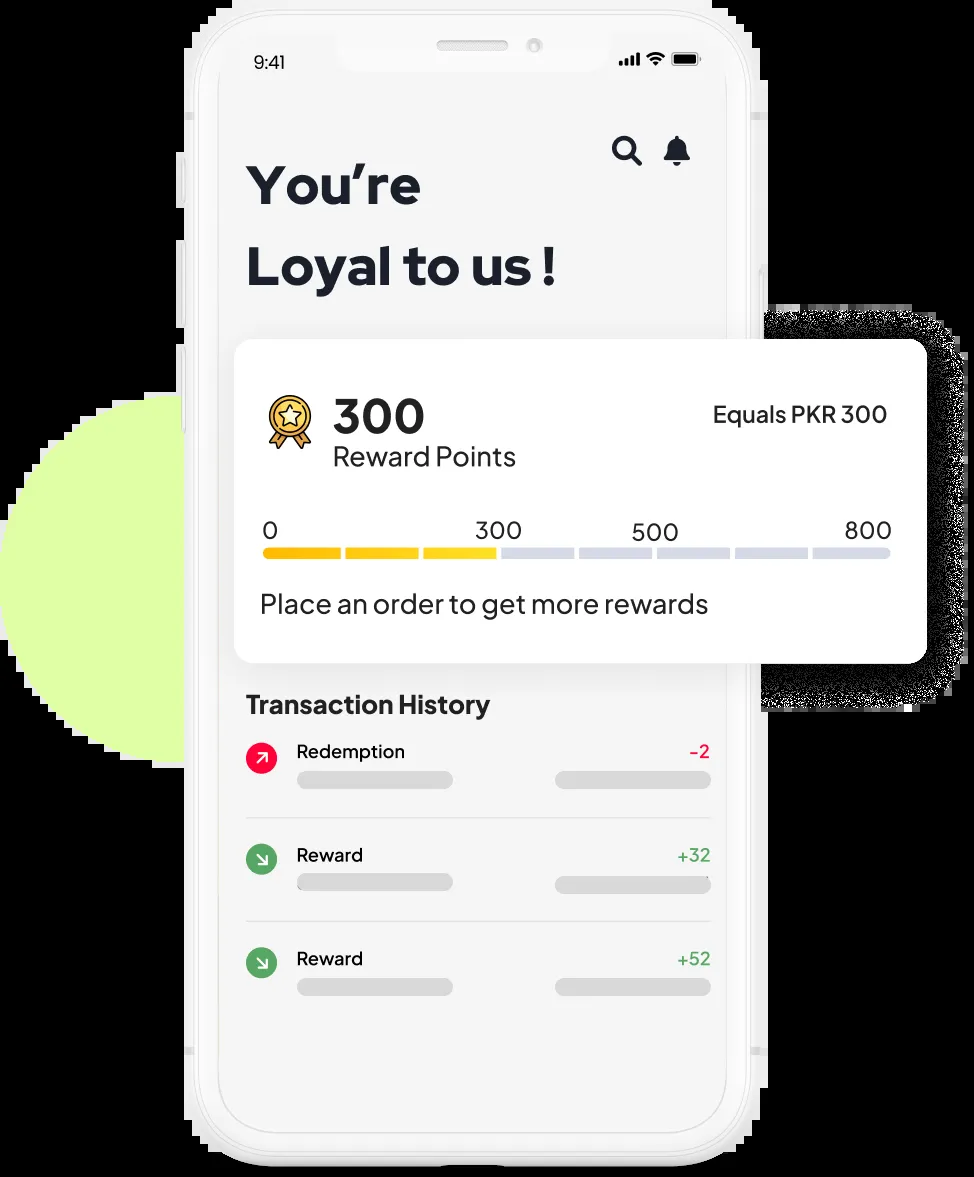 9:41
You’re
Loyal to us !
300
Equals PKR 300
Reward Points
0 300 500 800
Place an order to get more rewards
Transaction History
Redemption -2
Reward +32
Reward +52